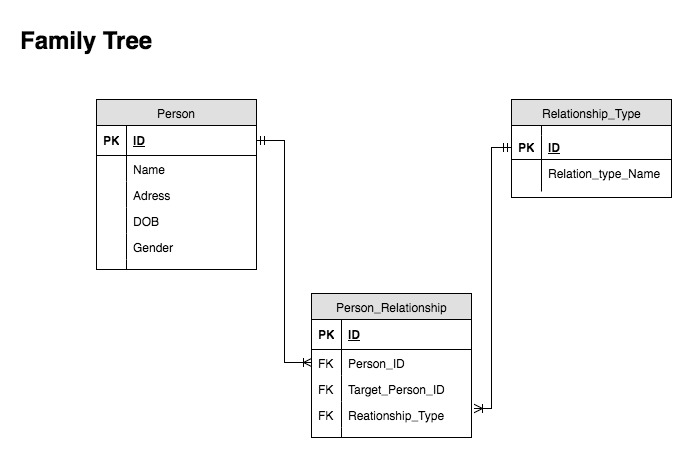 Family Tree
Person
PK ID
Name
Adress
DOB
Gender
Relationship_Type
PK ID
Relation_type_Name
Person_Relationship
PK ID
FK Person_ID
FK Target_Person_ID
FK Reationship_Type